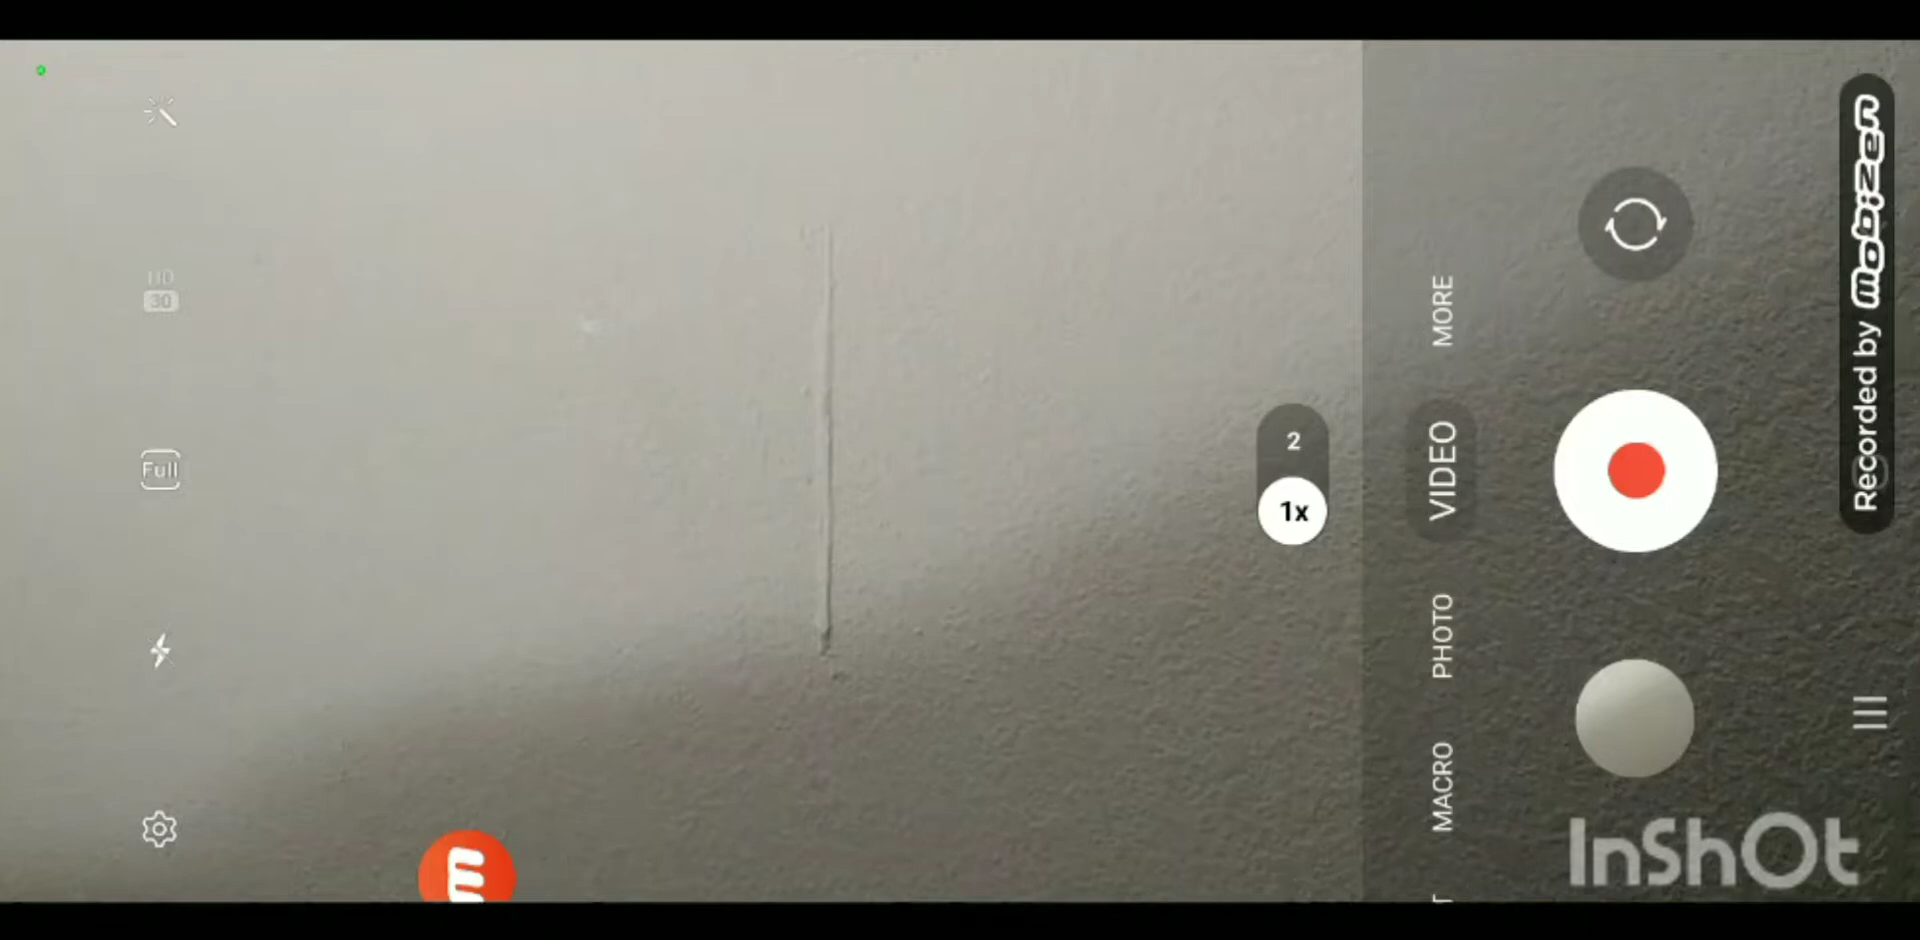 HD
30
Full
2
1x
MORE
VIDEO
PHOTO
MACRO
Recorded by Mobizen
InShOt